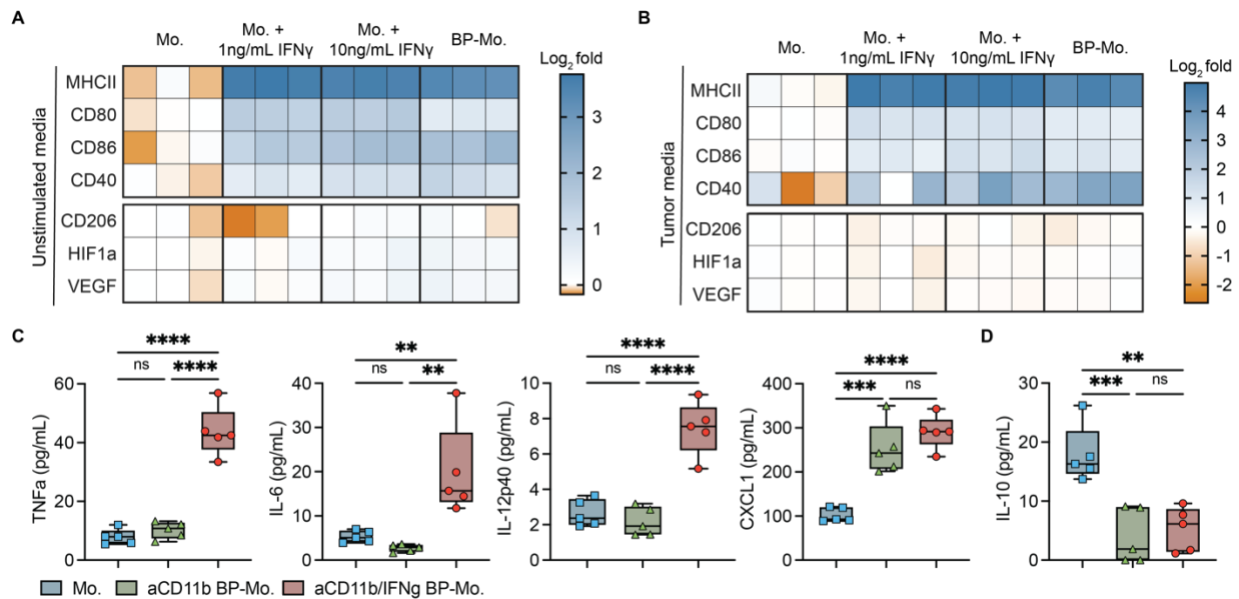 A
Mo.
Mo. +
1ng/mL IFNγ
Mo. +
10ng/mL IFNγ
BP-Mo.
Log2 fold
Unstimulated media
MHCII
CD80
CD86
CD40
CD206
HIF1a
VEGF
3
2
1
0
B
Mo.
Mo. +
1ng/mL IFNγ
Mo. +
10ng/mL IFNγ
BP-Mo.
Log2 fold
Tumor media
MHCII
CD80
CD86
CD40
CD206
HIF1a
VEGF
4
3
2
1
0
-1
-2
C
TNFa (pg/mL)
60
40
20
0
****
ns
****
IL-6 (pg/mL)
40
30
20
10
0
**
ns
**
IL-12p40 (pg/mL)
10
8
6
4
2
0
****
ns
****
CXCL1 (pg/mL)
400
300
200
100
0
****
***
ns
D
IL-10 (pg/mL)
30
20
10
0
**
***
ns
Mo.
aCD11b BP-Mo.
aCD11b/IFNg BP-Mo.